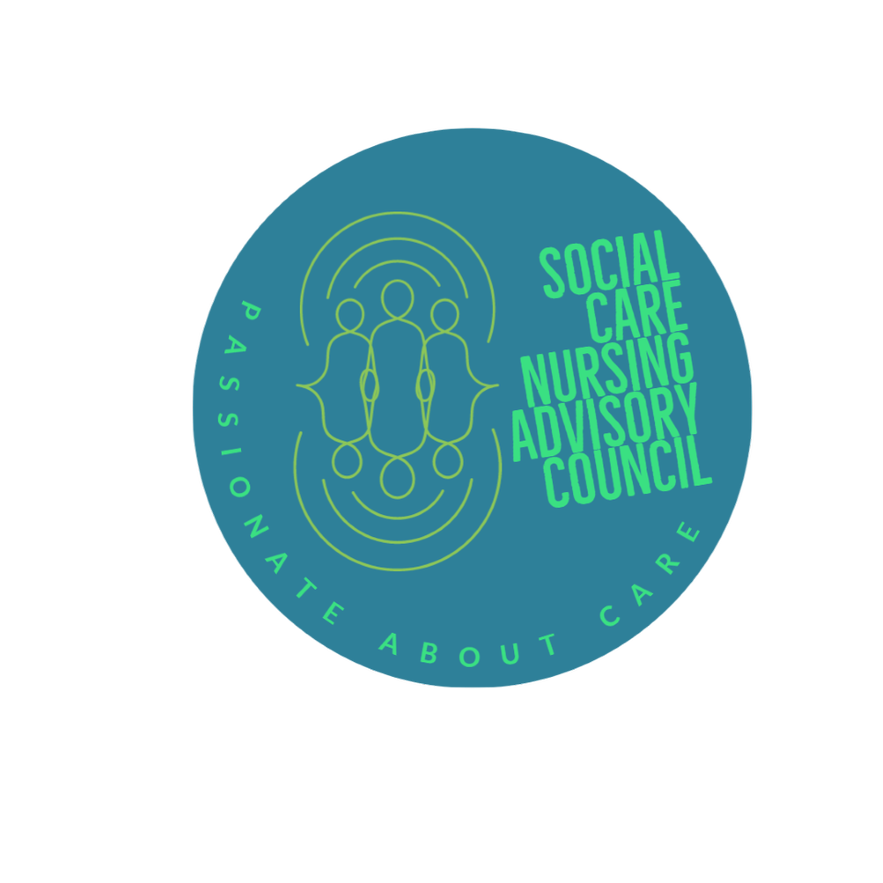 SOCIAL
CARE
NURSING
ADVISORY
COUNCIL
PASSIONATE ABOUT CARE